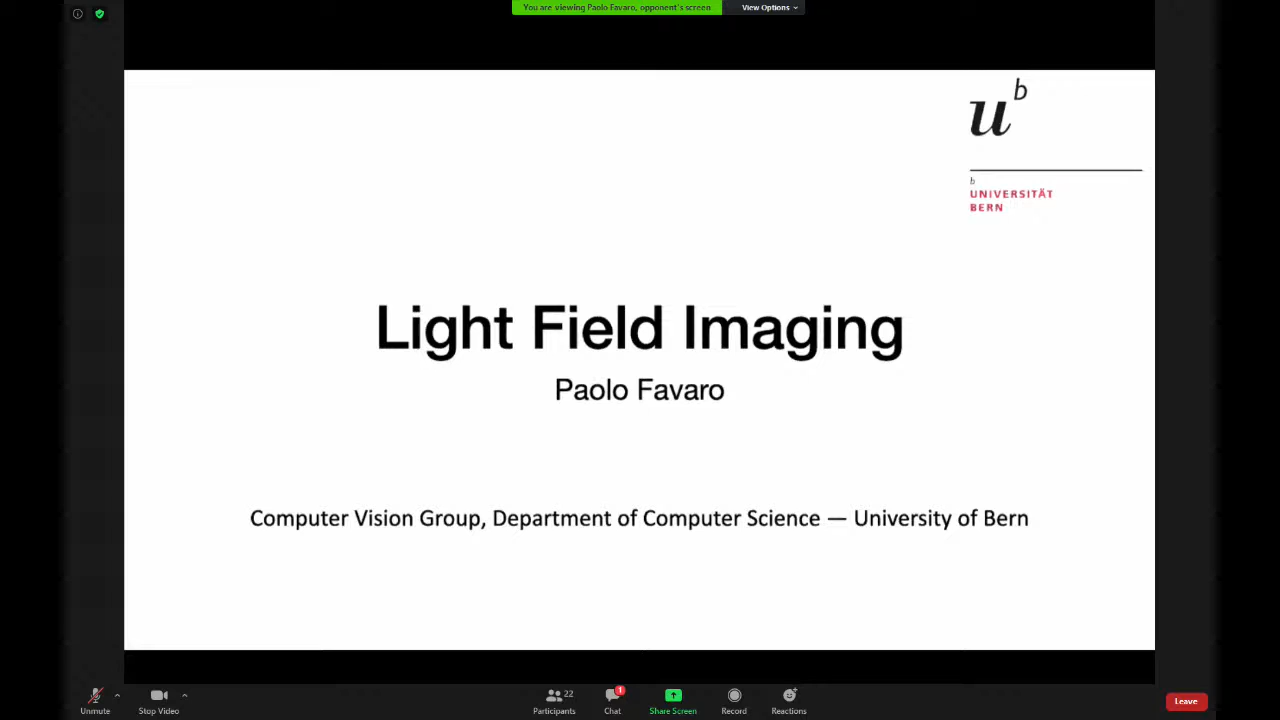 You are viewing Paolo Favaro, opponent's screen View Options
u b
b
UNIVERSITÄT
BERN
Light Field Imaging
Paolo Favaro
Computer Vision Group, Department of Computer Science — University of Bern
22 1
Unmute Stop Video Participants Chat Share Screen Record Reactions Leave